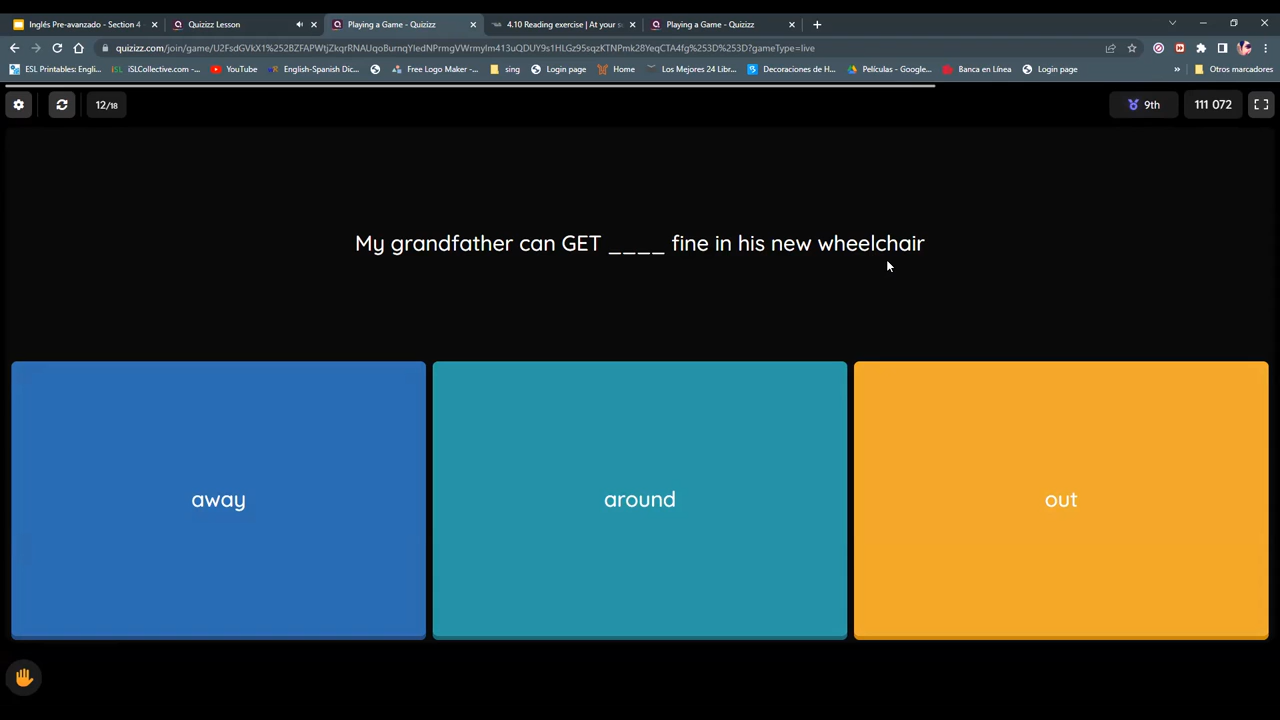 Inglés Pre-avanzado - Section 4
Quizizz Lesson
Playing a Game - Quizizz
4.10 Reading exercise | At your s
Playing a Game - Quizizz
quizizz.com/join/game/U2FsdGVkX1%252BZFAPWtjZkqrRNAUqoBurnqYledNPrmgVWrmylm413uQDUY9s1HLGz95sqzKTNPmk28YeqCTA4fg%253D%253D?gameType=live
ESL Printables: Engli...
iSLCollective.com -...
YouTube
English-Spanish Dic...
Free Logo Maker -...
sing
Login page
Home
Los Mejores 24 Libr...
Decoraciones de H...
Películas - Google...
Banca en Línea
Login page
»
Otros marcadores
12/18
9th
111 072
My grandfather can GET ____ fine in his new wheelchair
away
around
out